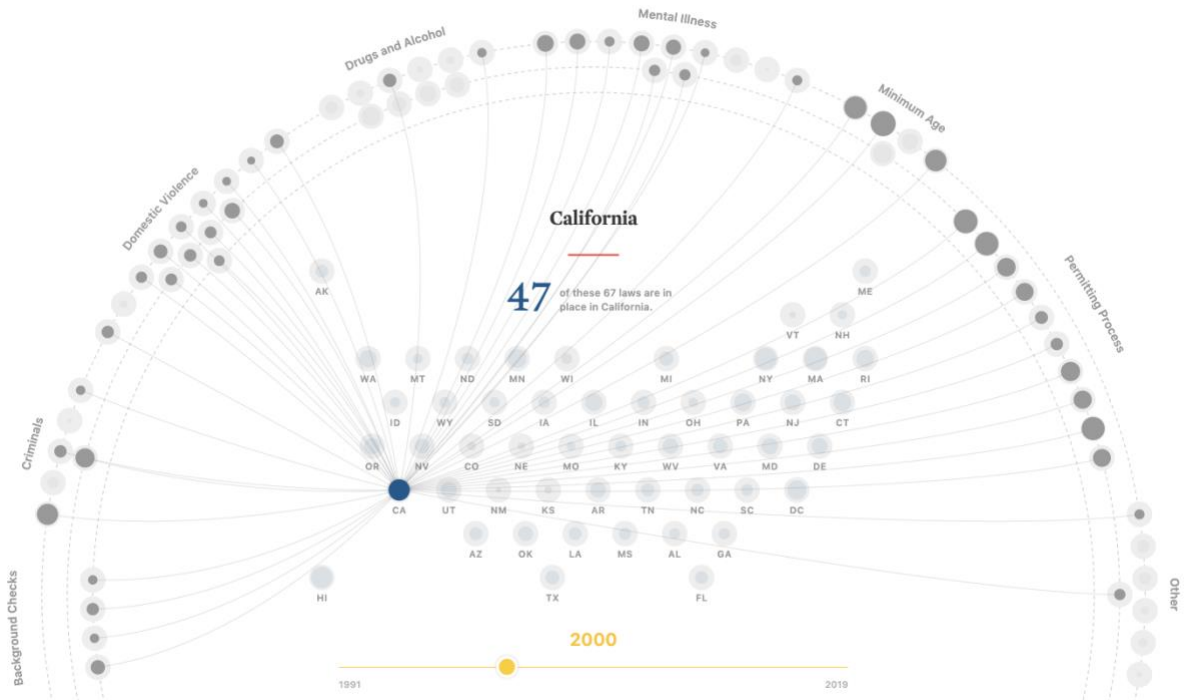 Mental Illness
Drugs and Alcohol
Minimum Age
Domestic Violence
California
Permitting Process
47
of these 67 laws are in
place in California.
AK
ME
VT NH
WA MT ND MN WI MI NY MA RI
ID WY SD IA IL IN OH PA NJ CT
Criminals
OR NV CO NE MO KY WV VA MD DE
CA UT NM KS AR TN NC SC DC
AZ OK LA MS AL GA
HI TX FL
Background Checks
Other
2000
1991 2019